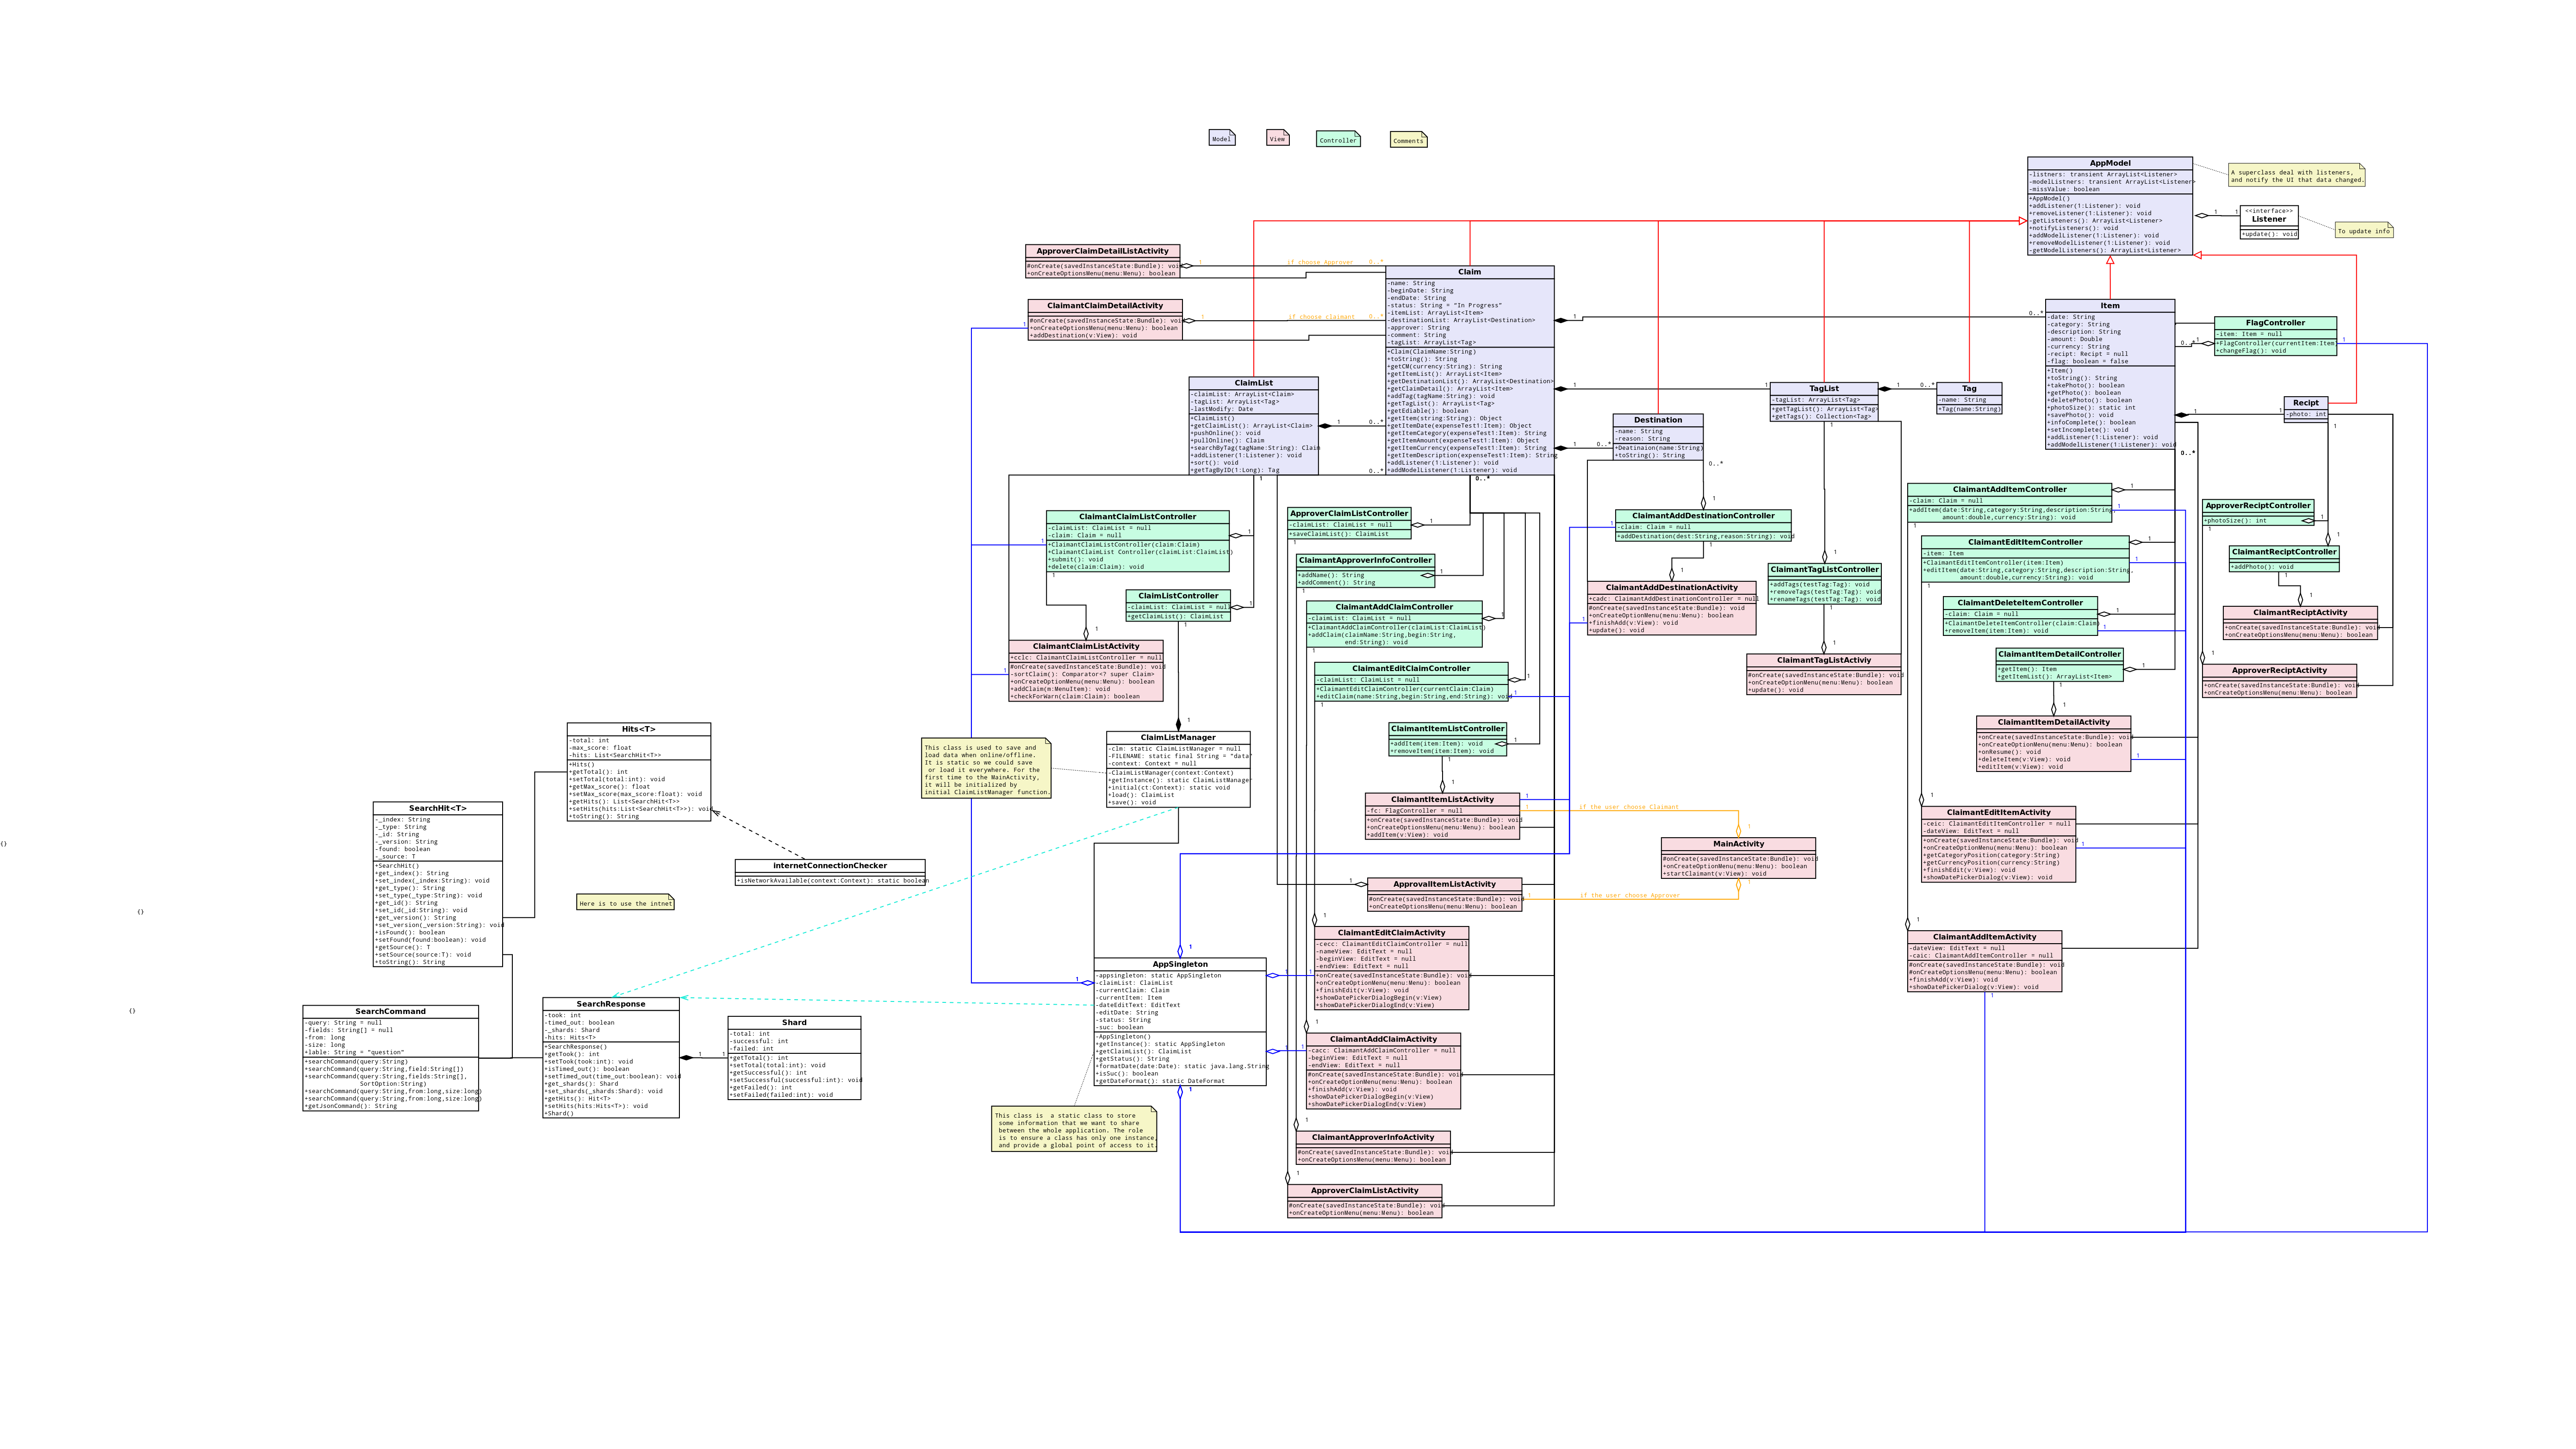 Model
View
Controller
Comments
AppModel
-listners: transient ArrayList<Listener>
-modelListners: transient ArrayList<Listener>
-missValue: boolean
+AppModel()
+addListener(1:Listener): void
+removeListener(1:Listener): void
-getListeners(): ArrayList<Listener>
+notifyListeners(): void
+addModelListener(1:Listener): void
+removeModelListener(1:Listener): void
-getModelListeners(): ArrayList<Listener>
A superclass deal with listeners,
and notify the UI that data changed.
<<interface>>
Listener
+update(): void
To update info
ApproverClaimDetailListActivity
#onCreate(savedInstanceState:Bundle): void
+onCreateOptionsMenu(menu:Menu): boolean
1
if choose Approver
0..*
ClaimantClaimDetailActivity
#onCreate(savedInstanceState:Bundle): void
+onCreateOptionsMenu(menu:Menu): boolean
+addDestination(v:View): void
1
if choose claimant
0..*
Claim
-name: String
-beginDate: String
-endDate: String
-status: String = "In Progress"
-itemList: ArrayList<Item>
-destinationList: ArrayList<Destination>
-approver: String
-comment: String
-tagList: ArrayList<Tag>
+Claim(ClaimName:String)
+toString(): String
+getCM(currency:String): String
+getItemList(): ArrayList<Item>
+getDestinationList(): ArrayList<Destination>
+getClaimDetail(): ArrayList<Item>
+addTag(tagName:String): void
+getTagList(): ArrayList<Tag>
+getEdiable(): boolean
+getItem(string:String): Object
+getItemDate(expenseTest1:Item): Object
+getItemCategory(expenseTest1:Item): String
+getItemAmount(expenseTest1:Item): Object
+getItemCurrency(expenseTest1:Item): String
+getItemDescription(expenseTest1:Item): String
+addListener(1:Listener): void
+addModelListener(1:Listener): void
Item
-date: String
-category: String
-description: String
-amount: Double
-currency: String
-recipt: Recipt = null
-flag: boolean = false
+Item()
+toString(): String
+takePhoto(): boolean
+getPhoto(): boolean
+deletePhoto(): boolean
+photoSize(): static int
+savePhoto(): void
+infoComplete(): boolean
+setIncomplete(): void
+addListener(1:Listener): void
+addModelListener(1:Listener): void
FlagController
-item: Item = null
+FlagController(currentItem:Item)
+changeFlag(): void
ClaimList
-claimList: ArrayList<Claim>
-tagList: ArrayList<Tag>
-lastModify: Date
+ClaimList()
+getClaimList(): ArrayList<Claim>
+pushOnline(): void
+pullOnline(): Claim
+searchByTag(tagName:String): Claim
+addListener(1:Listener): void
+sort(): void
+getTagByID(1:Long): Tag
TagList
-tagList: ArrayList<Tag>
+getTagList(): ArrayList<Tag>
+getTags(): Collection<Tag>
Tag
-name: String
+Tag(name:String)
Recipt
-photo: int
Destination
-name: String
-reason: String
+Deatinaion(name:String)
+toString(): String
ClaimantClaimListController
-claimList: ClaimList = null
-claim: Claim = null
+ClaimantClaimListController(claim:Claim)
+ClaimantClaimList Controller(claimList:ClaimList)
+submit(): void
+delete(claim:Claim): void
ApproverClaimListController
-claimList: ClaimList = null
+saveClaimList(): ClaimList
ClaimantAddDestinationController
-claim: Claim = null
+addDestination(dest:String,reason:String): void
ClaimantAddItemController
-claim: Claim = null
+addItem(date:String,category:String,description:String,
amount:double,currency:String): void
ApproverReciptController
+photoSize(): int
ClaimantApproverInfoController
+addName(): String
+addComment(): String
ClaimantTagListController
+addTags(testTag:Tag): void
+removeTags(testTag:Tag): void
+renameTags(testTag:Tag): void
ClaimantEditItemController
-item: Item
+ClaimantEditItemController(item:Item)
+editItem(date:String,category:String,description:String,
amount:double,currency:String): void
ClaimantReciptController
+addPhoto(): void
ClaimListController
-claimList: ClaimList = null
+getClaimList(): ClaimList
ClaimantAddClaimController
-claimList: ClaimList = null
+ClaimantAddClaimController(claimList:ClaimList)
+addClaim(claimName:String,begin:String,
end:String): void
ClaimantAddDestinationActivity
+cadc: ClaimantAddDestinationController = null
#onCreate(savedInstanceState:Bundle): void
+onCreateOptionMenu(menu:Menu): boolean
+finishAdd(v:View): void
+update(): void
ClaimantDeleteItemController
-claim: Claim = null
+ClaimantDeleteItemController(claim:Claim)
+removeItem(item:Item): void
ClaimantReciptActivity
+onCreate(savedInstanceState:Bundle): void
+onCreateOptionsMenu(menu:Menu): boolean
ClaimantClaimListActivity
+cclc: ClaimantClaimListController = null
#onCreate(savedInstanceState:Bundle): void
-sortClaim(): Comparator<? super Claim>
+onCreateOptionMenu(menu:Menu): boolean
+addClaim(m:MenuItem): void
+checkForWarn(claim:Claim): boolean
ClaimantEditClaimController
-claimList: ClaimList = null
+ClaimantEditClaimController(currentClaim:Claim)
+editClaim(name:String,begin:String,end:String): void
ClaimantTagListActiviy
#onCreate(savedInstanceState:Bundle): void
+onCreateOptionMenu(menu:Menu): boolean
+update(): void
ClaimantItemDetailController
+getItem(): Item
+getItemList(): ArrayList<Item>
ApproverReciptActivity
+onCreate(savedInstanceState:Bundle): void
+onCreateOptionsMenu(menu:Menu): boolean
Hits<T>
-total: int
-max_score: float
-hits: List<SearchHit<T>>
+Hits()
+getTotal(): int
+setTotal(total:int): void
+getMax_score(): float
+setMax_score(max_score:float): void
+getHits(): List<SearchHit<T>>
+setHits(hits:List<SearchHit<T>>): void
+toString(): String
This class is used to save and
load data when online/offline.
It is static so we could save
or load it everywhere. For the
first time to the MainActivity,
it will be initialized by
initial ClaimListManager function.
ClaimListManager
-clm: static ClaimListManager = null
-FILENAME: static final String = "data"
-context: Context = null
-ClaimListManager(context:Context)
+getInstance(): static ClaimListManager
+initial(ct:Context): static void
+load(): ClaimList
+save(): void
ClaimantItemListController
+addItem(item:Item): void
+removeItem(item:Item): void
ClaimantItemDetailActivity
+onCreate(savedInstanceState:Bundle): void
+onCreateOptionMenu(menu:Menu): boolean
+onResume(): void
+deleteItem(v:View): void
+editItem(v:View): void
SearchHit<T>
-_index: String
-_type: String
-_id: String
-_version: String
-found: boolean
-_source: T
+SearchHit()
+get_index(): String
+set_index(_index:String): void
+get_type(): String
+set_type(_type:String): void
+get_id(): String
+set_id(_id:String): void
+get_version(): String
+set_version(_version:String): void
+isFound(): boolean
+setFound(found:boolean): void
+getSource(): T
+setSource(source:T): void
+toString(): String
ClaimantItemListActivity
-fc: FlagController = null
+onCreate(savedInstanceState:Bundle): void
+onCreateOptionsMenu(menu:Menu): boolean
+addItem(v:View): void
if the user choose Claimant
MainActivity
#onCreate(savedInstanceState:Bundle): void
+onCreateOptionMenu(menu:Menu): boolean
+startClaimant(v:View): void
ClaimantEditItemActivity
-ceic: ClaimantEditItemController = null
-dateView: EditText = null
+onCreate(savedInstanceState:Bundle): void
+onCreateOptionsMenu(menu:Menu): boolean
+getCategoryPosition(category:String)
+getCurrencyPosition(currency:String)
+finishEdit(v:View): void
+showDatePickerDialog(v:View): void
{}
internetConnectionChecker
+isNetworkAvailable(context:Context): static boolean
ApprovalItemListActivity
+onCreate(savedInstanceState:Bundle): void
+onCreateOptionsMenu(menu:Menu): boolean
if the user choose Approver
Here is to use the intnet
{}
ClaimantEditClaimActivity
-cecc: ClaimantEditClaimController = null
-nameView: EditText = null
-beginView: EditText = null
-endView: EditText = null
+onCreate(savedInstanceState:Bundle): void
+onCreateOptionMenu(menu:Menu): boolean
+finishEdit(v:View): void
+showDatePickerDialogBegin(v:View)
+showDatePickerDialogEnd(v:View)
ClaimantAddItemActivity
-dateView: EditText = null
-caic: ClaimantAddItemController = null
#onCreate(savedInstanceState:Bundle): void
#onCreateOptionsMenu(menu:Menu): boolean
+finishAdd(v:View): void
+showDatePickerDialog(v:View): void
AppSingleton
-appsingleton: static AppSingleton
-claimList: ClaimList
-currentClaim: Claim
-currentItem: Item
-dateEditText: EditText
-editDate: String
-status: String
-suc: boolean
-AppSingleton()
+getInstance(): static AppSingleton
+getClaimList(): ClaimList
+getStatus(): String
+formatDate(date:Date): static java.lang.String
+isSuc(): boolean
+getDateFormat(): static DateFormat
{}
SearchCommand
-query: String = null
-fields: String[] = null
-from: long
-size: long
+lable: String = "question"
+searchCommand(query:String)
+searchCommand(query:String,field:String[])
+searchCommand(query:String,fields:String[],
SortOption:String)
+searchCommand(query:String,from:long,size:long)
+searchCommand(query:String,from:long,size:long)
+getJsonCommand(): String
SearchResponse
-took: int
-timed_out: boolean
-_shards: Shard
-hits: Hits<T>
+SearchResponse()
+getTook(): int
+setTook(took:int): void
+isTimed_out(): boolean
+setTimed_out(time_out:boolean): void
+get_shards(): Shard
+set_shards(_shards:Shard): void
+getHits(): Hit<T>
+setHits(hits:Hits<T>): void
+Shard()
Shard
-total: int
-successful: int
-failed: int
+getTotal(): int
+setTotal(total:int): void
+getSuccessful(): int
+setSuccessful(successful:int): void
+getFailed(): int
+setFailed(failed:int): void
ClaimantAddClaimActivity
-cacc: ClaimantAddClaimController = null
-beginView: EditText = null
-endView: EditText = null
#onCreate(savedInstanceState:Bundle): void
+onCreateOptionMenu(menu:Menu): boolean
+finishAdd(v:View): void
+showDatePickerDialogBegin(v:View)
+showDatePickerDialogEnd(v:View)
This class is  a static class to store
some information that we want to share
between the whole application. The role
is to ensure a class has only one instance,
and provide a global point of access to it.
ClaimantApproverInfoActivity
#onCreate(savedInstanceState:Bundle): void
+onCreateOptionsMenu(menu:Menu): boolean
ApproverClaimListActivity
#onCreate(savedInstanceState:Bundle): void
+onCreateOptionMenu(menu:Menu): boolean